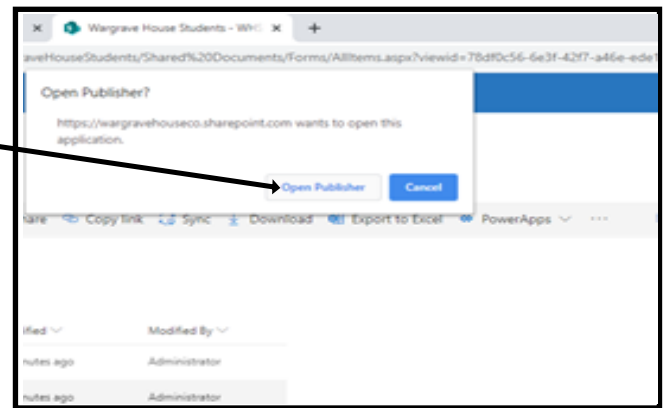 Wargrave House Students - WHS
aveHouseStudents/Shared%20Documents/Forms/AllItems.aspx?viewid=78df0c56-6e3f-42f7-a46e-ede1
Open Publisher?
https://wargravehouseco.sharepoint.com wants to open this
application.
Open Publisher Cancel
hare Copy link Sync Download Export to Excel PowerApps
ified Modified By
nutes ago Administrator
nutes ago Administrator